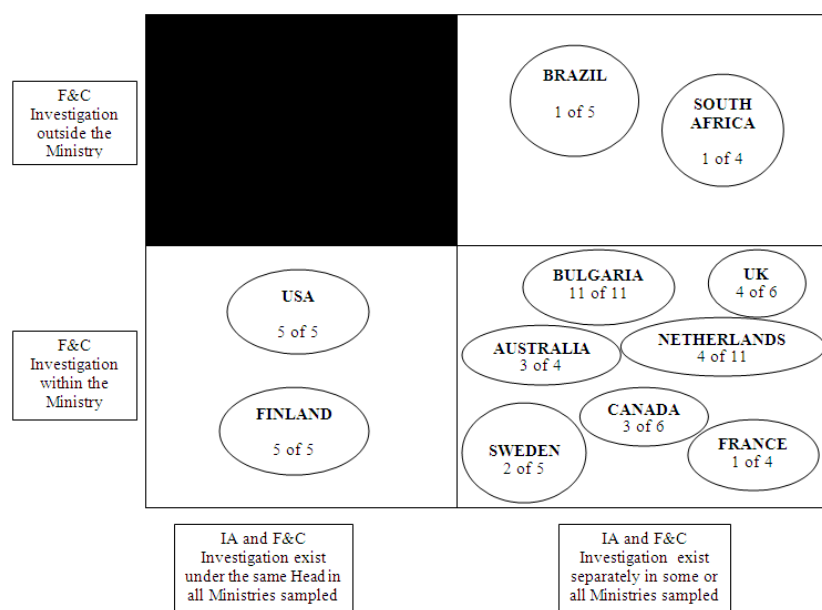 F&C
Investigation
outside the
Ministry
BRAZIL
1 of 5
SOUTH
AFRICA
1 of 4
F&C
Investigation
within the
Ministry
USA
5 of 5
FINLAND
5 of 5
BULGARIA
11 of 11
UK
4 of 6
AUSTRALIA
3 of 4
NETHERLANDS
4 of 11
CANADA
3 of 6
SWEDEN
2 of 5
FRANCE
1 of 4
IA and F&C
Investigation exist
under the same Head in
all Ministries sampled
IA and F&C
Investigation exist
separately in some or
all Ministries sampled